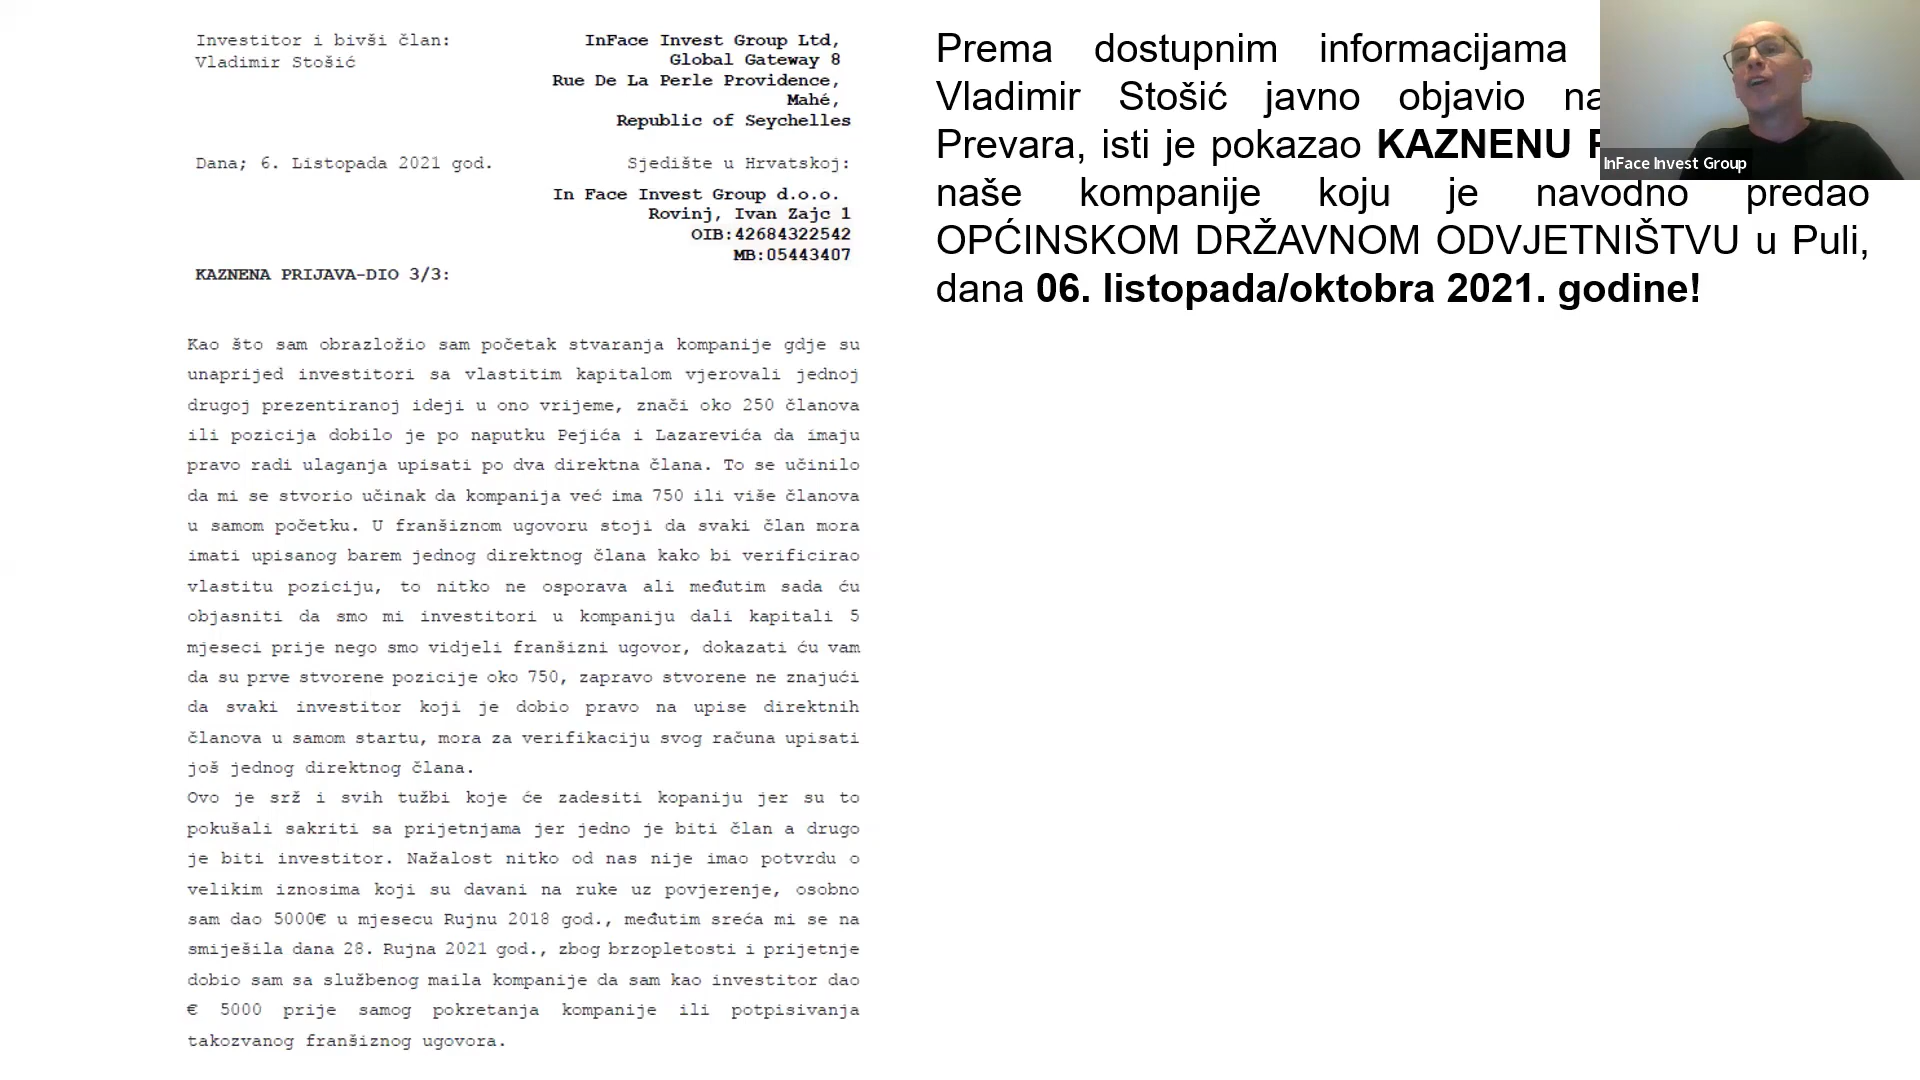 Investitor i bivši član:
Vladimir Stošić
InFace Invest Group Ltd,
Global Gateway 8
Rue De La Perle Providence,
Mahé,
Republic of Seychelles
Dana; 6. Listopada 2021 god.
Sjedište u Hrvatskoj:
In Face Invest Group d.o.o.
Rovinj, Ivan Zajc 1
OIB:42684322542
MB:05443407
KAZNENA PRIJAVA-DIO 3/3:
Kao što sam obrazložio sam početak stvaranja kompanije gdje su
unaprijed investitori sa vlastitim kapitalom vjerovali jednoj
drugoj prezentiranoj ideji u ono vrijeme, znači oko 250 članova
ili pozicija dobilo je po naputku Pejića i Lazarevića da imaju
pravo radi ulaganja upisati po dva direktna člana. To se učinilo
da mi se stvorio učinak da kompanija već ima 750 ili više članova
u samom početku. U franšiznom ugovoru stoji da svaki član mora
imati upisanog barem jednog direktnog člana kako bi verificirao
vlastitu poziciju, to nitko ne osporava ali međutim sada ću
objasniti da smo mi investitori u kompaniju dali kapitali 5
mjeseci prije nego smo vidjeli franšizni ugovor, dokazati ću vam
da su prve stvorene pozicije oko 750, zapravo stvorene ne znajući
da svaki investitor koji je dobio pravo na upise direktnih
članova u samom startu, mora za verifikaciju svog računa upisati
još jednog direktnog člana.
Ovo je srž i svih tužbi koje će zadesiti kopaniju jer su to
pokušali sakriti sa prijetnjama jer jedno je biti član a drugo
je biti investitor. Nažalost nitko od nas nije imao potvrdu o
velikim iznosima koji su davani na ruke uz povjerenje, osobno
sam dao 5000€ u mjesecu Rujnu 2018 god., međutim sreća mi se na
smiješila dana 28. Rujna 2021 god., zbog brzopletosti i prijetnje
dobio sam sa službenog maila kompanije da sam kao investitor dao
€ 5000 prije samog pokretanja kompanije ili potpisivanja
takozvanog franšiznog ugovora.
Prema dostupnim informacijama
Vladimir Stošić javno objavio na
Prevara, isti je pokazao KAZNENU
naše kompanije koju je navodno predao
OPĆINSKOM DRŽAVNOM ODVJETNIŠTVU u Puli,
dana 06. listopada/oktobra 2021. godine!
InFace Invest Group